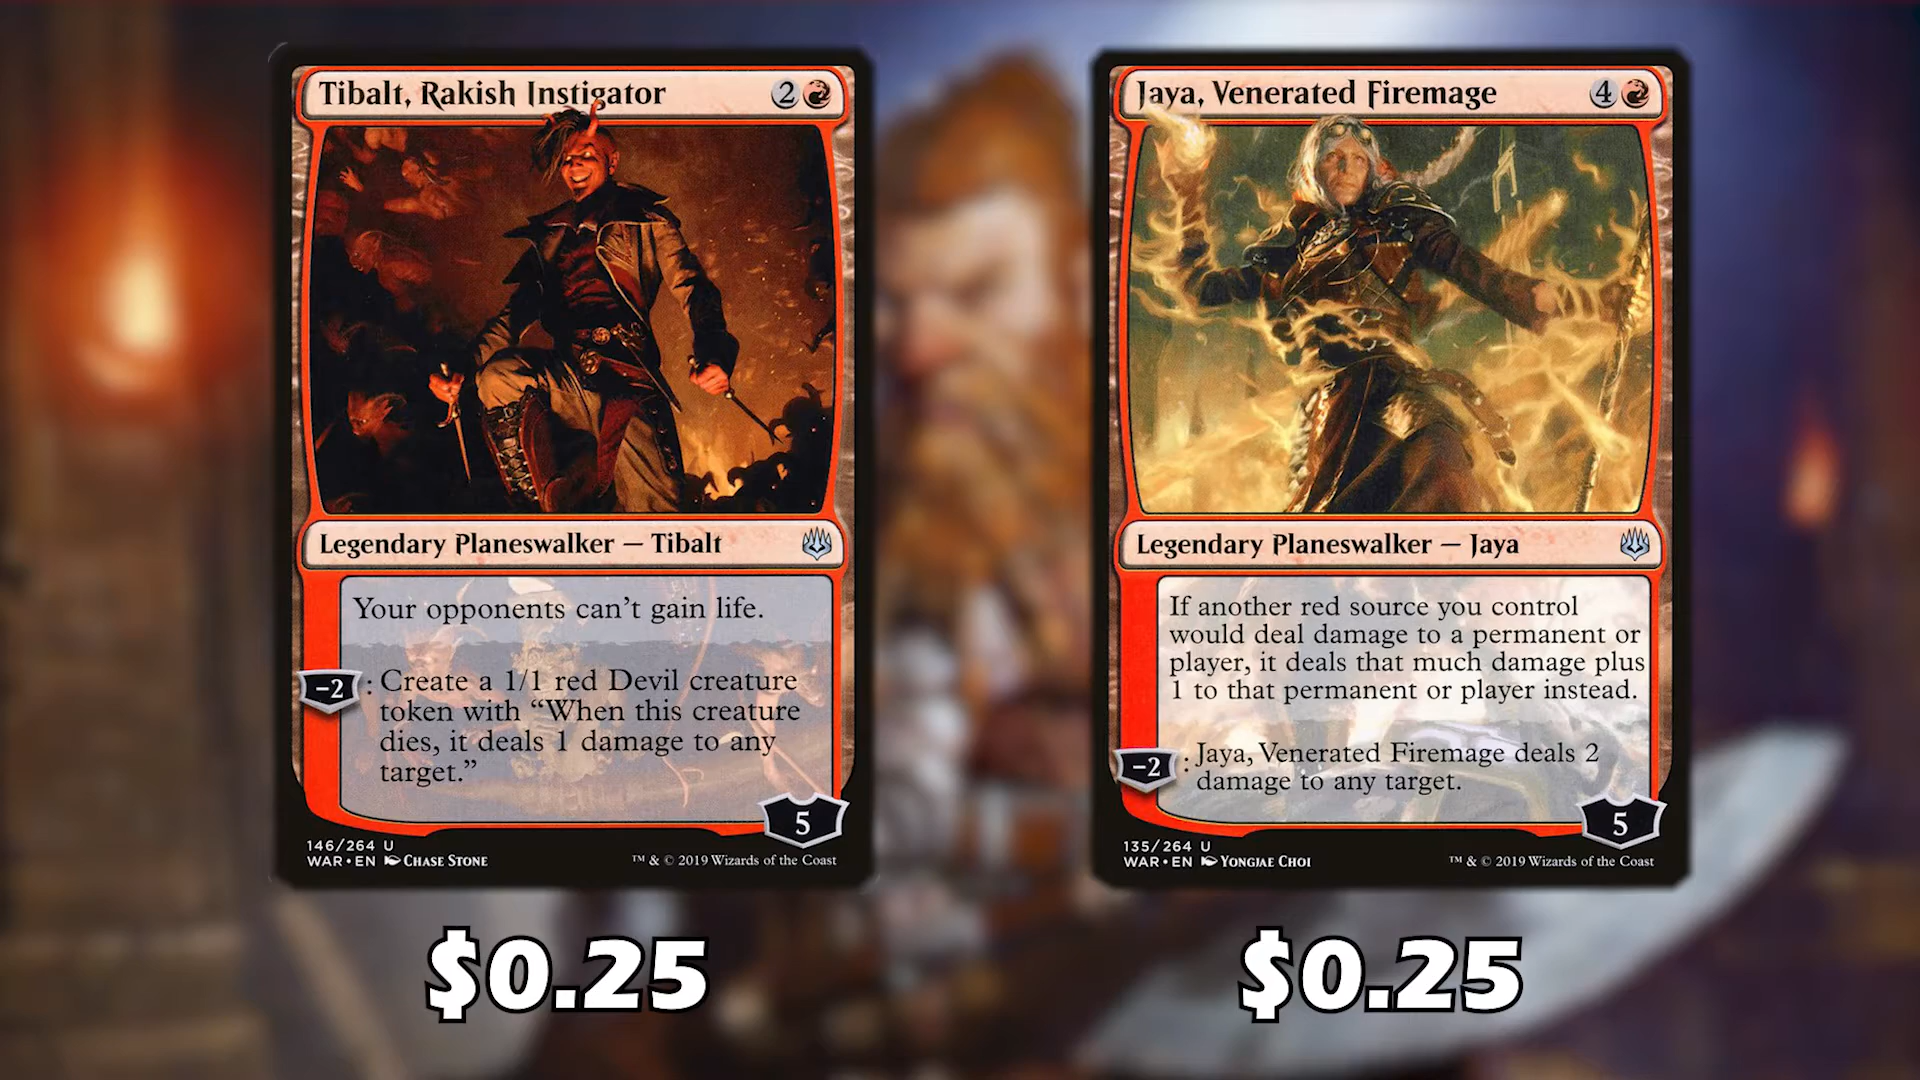 Tibalt, Rakish Instigator 2
Legendary Planeswalker — Tibalt
Your opponents can't gain life.
−2: Create a 1/1 red Devil creature
token with “When this creature
dies, it deals 1 damage to any
target.”
5
146/264 U
WAR • EN Chase Stone
™ & © 2019 Wizards of the Coast
$0.25
Jaya, Venerated Firemage 4
Legendary Planeswalker — Jaya
If another red source you control
would deal damage to a permanent or
player, it deals that much damage plus
1 to that permanent or player instead.
−2: Jaya, Venerated Firemage deals 2
damage to any target.
5
135/264 U
WAR • EN Yongjae Choi
™ & © 2019 Wizards of the Coast
$0.25